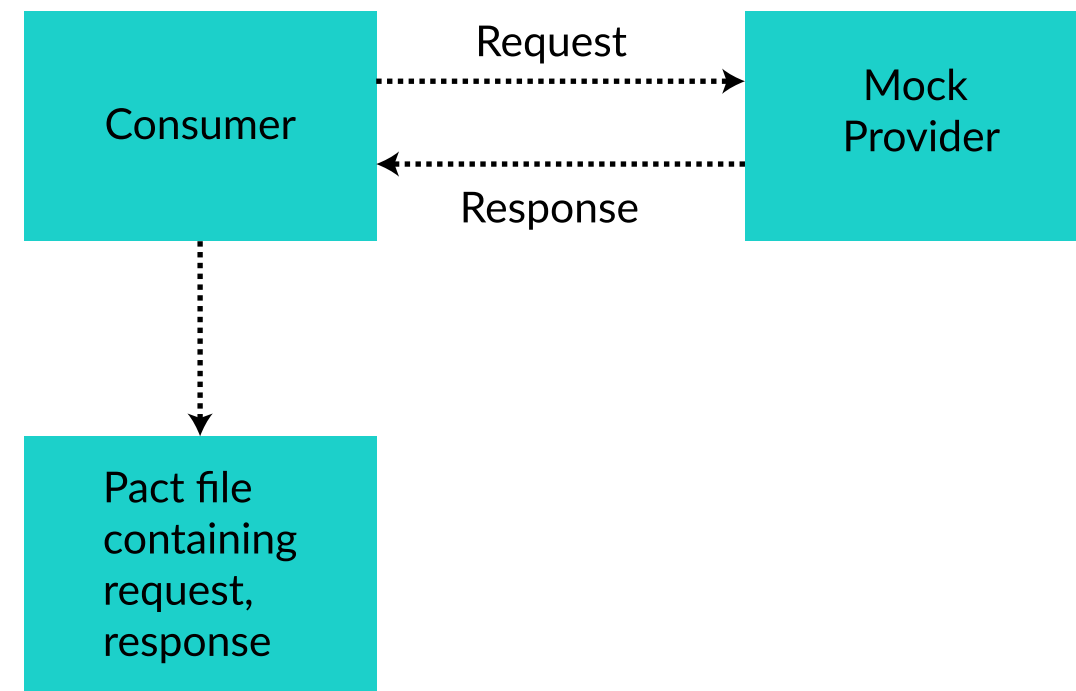 Request
Consumer
Mock
Provider
Response
Pact file
containing
request,
response